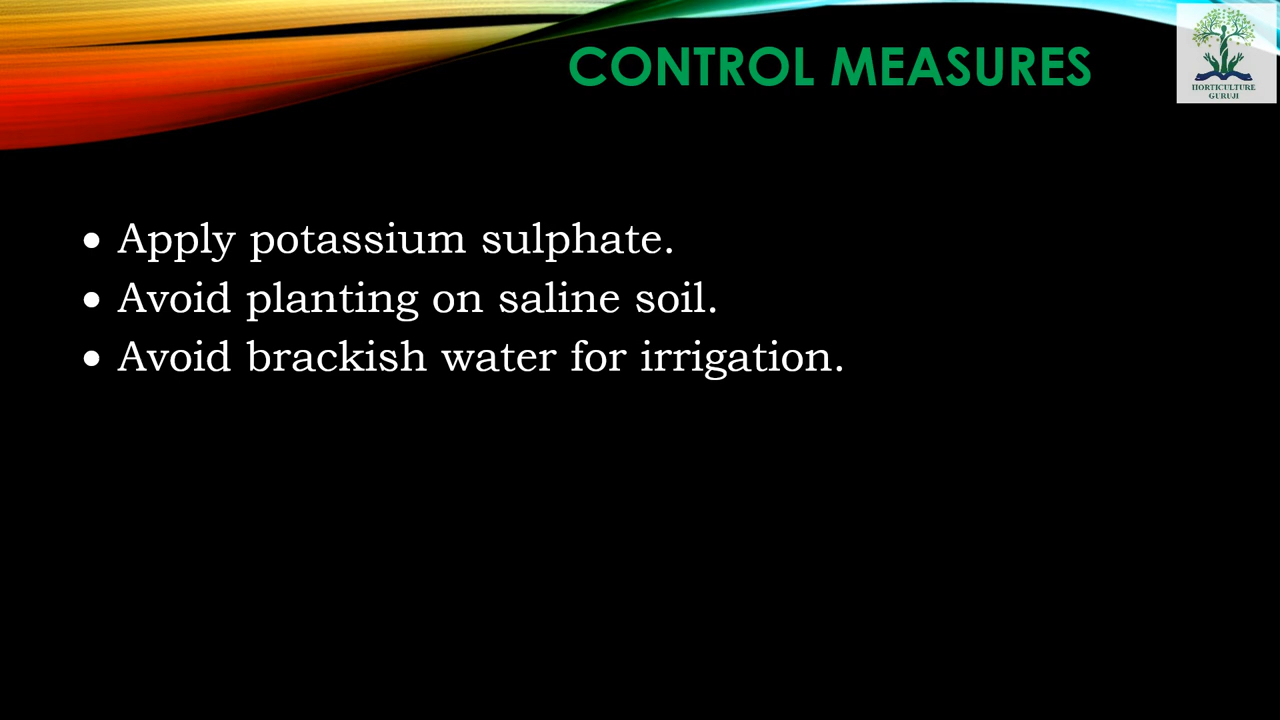 CONTROL MEASURES
HORTICULTURE
GURUJI
• Apply potassium sulphate.
• Avoid planting on saline soil.
• Avoid brackish water for irrigation.